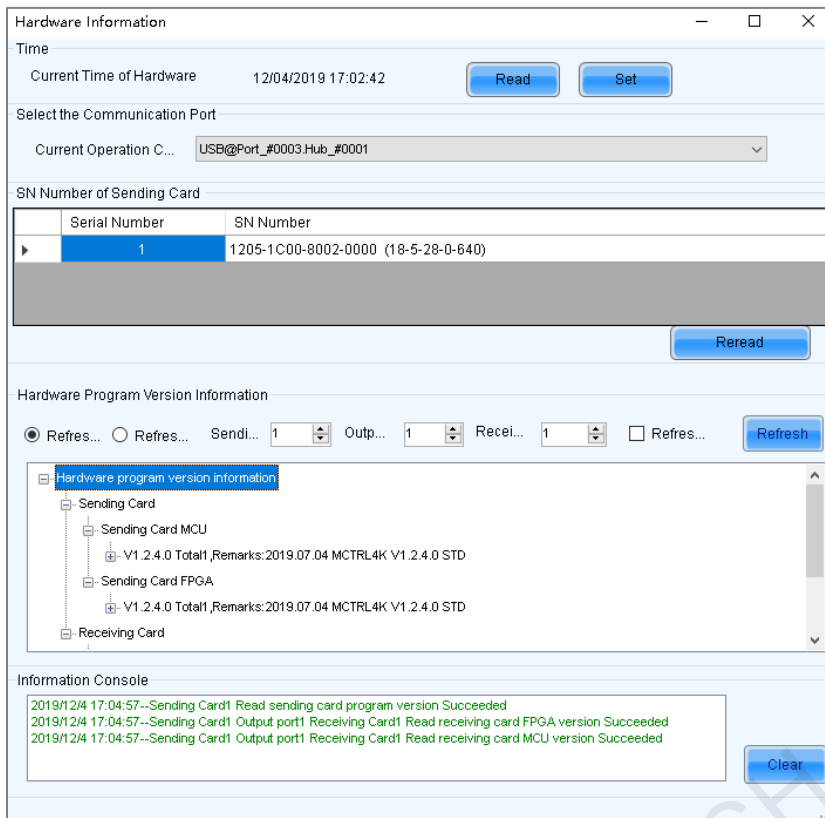 Hardware Information
Time
Current Time of Hardware 12/04/2019 17:02:42 Read Set
Select the Communication Port
Current Operation C... USB@Port_#0003.Hub_#0001
SN Number of Sending Card
Serial Number SN Number
1 1205-1C00-8002-0000 (18-5-28-0-640)
Reread
Hardware Program Version Information
Refres... Refres... Sendi... 1 Outp... 1 Recei... 1 Refres... Refresh
Hardware program version information
Sending Card
Sending Card MCU
V1.2.4.0 Total1,Remarks:2019.07.04 MCTRL4K V1.2.4.0 STD
Sending Card FPGA
V1.2.4.0 Total1,Remarks:2019.07.04 MCTRL4K V1.2.4.0 STD
Receiving Card
Information Console
2019/12/4 17:04:57--Sending Card1 Read sending card program version Succeeded
2019/12/4 17:04:57--Sending Card1 Output port1 Receiving Card1 Read receiving card FPGA version Succeeded
2019/12/4 17:04:57--Sending Card1 Output port1 Receiving Card1 Read receiving card MCU version Succeeded
Clear